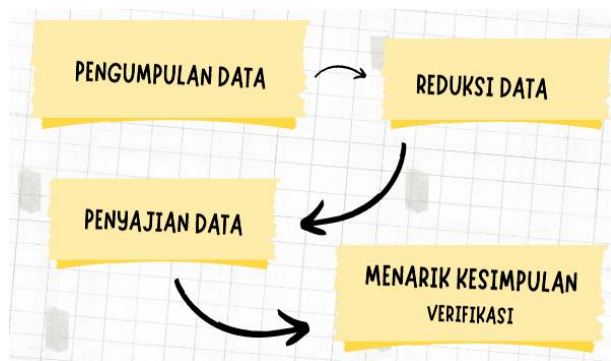 PENGUMPULAN DATA
REDUKSI DATA
PENYAJIAN DATA
MENARIK KESIMPULAN
VERIFIKASI